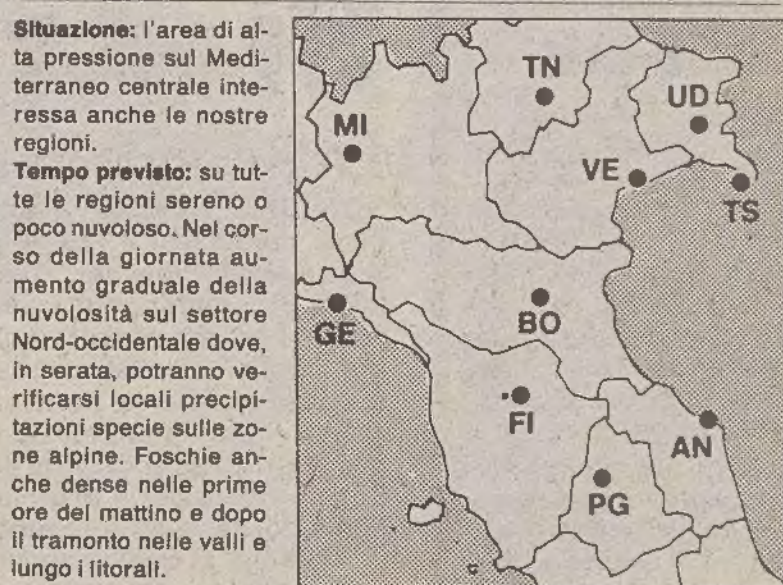 Situazione: l'area di al-
ta pressione sul Medi-
terraneo centrale inte-
ressa anche le nostre
regioni.
Tempo previsto: su tut-
te le regioni sereno o
poco nuvoloso. Nel cor-
so della giornata au-
mento graduale della
nuvolosità sul settore
Nord-occidentale dove,
in serata, potranno ve-
rificarsi locali precipi-
tazioni specie sulle zo-
ne alpine. Foschie an-
che dense nelle prime
ore del mattino e dopo
il tramonto nelle valli e
lungo i litorali.
TN
UD
MI
VE
TS
GE
BO
FI
AN
PG